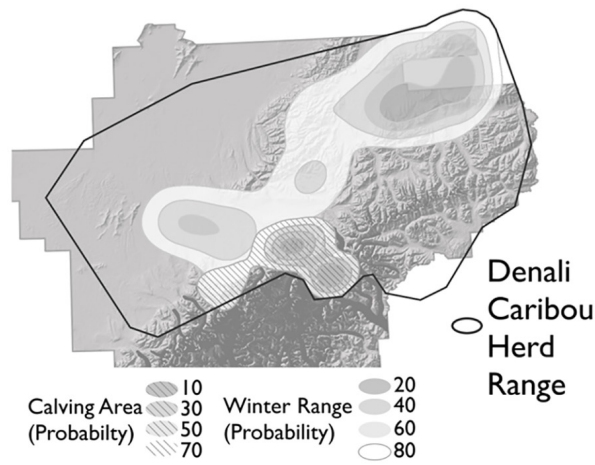 Denali
Caribou
Herd
Range
Calving Area
(Probabilty)
10
30
50
70
Winter Range
(Probability)
20
40
60
80